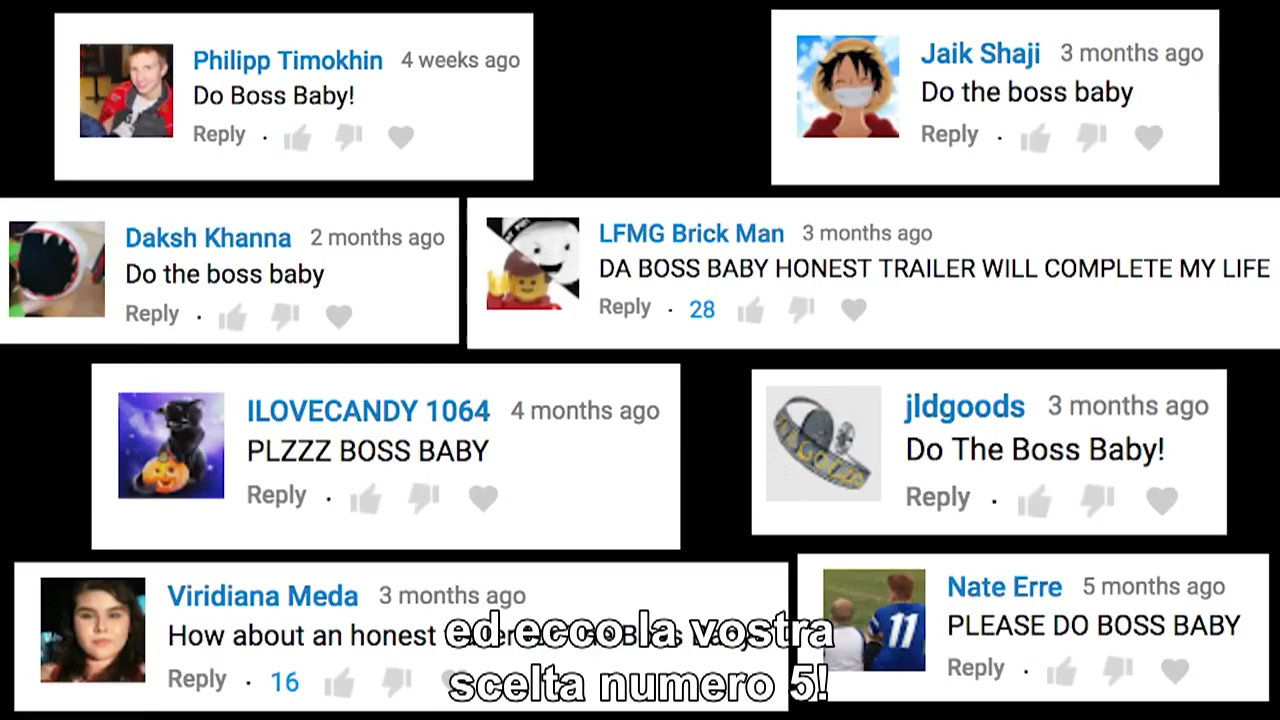 Philipp Timokhin 4 weeks ago
Do Boss Baby!
Reply ·
Jaik Shaji 3 months ago
Do the boss baby
Reply ·
Daksh Khanna 2 months ago
Do the boss baby
Reply ·
LFMG Brick Man 3 months ago
DA BOSS BABY HONEST TRAILER WILL COMPLETE MY LIFE
Reply · 28
ILOVECANDY 1064 4 months ago
PLZZZ BOSS BABY
Reply ·
jldgoods 3 months ago
Do The Boss Baby!
Reply ·
Viridiana Meda 3 months ago
How about an honest
Reply · 16
Nate Erre 5 months ago
PLEASE DO BOSS BABY
Reply ·
11
ed ecco la vostra
scelta numero 5!